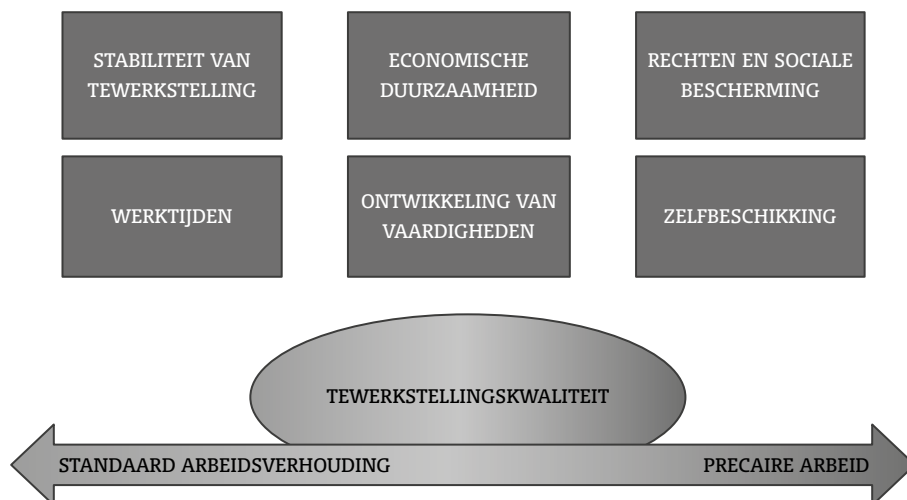 STABILITEIT VAN
TEWERKSTELLING
ECONOMISCHE
DUURZAAMHEID
RECHTEN EN SOCIALE
BESCHERMING
WERKTIJDEN
ONTWIKKELING VAN
VAARDIGHEDEN
ZELFBESCHIKKING
TEWERKSTELLINGSKWALITEIT
STANDAARD ARBEIDSVERHOUDING
PRECAIRE ARBEID